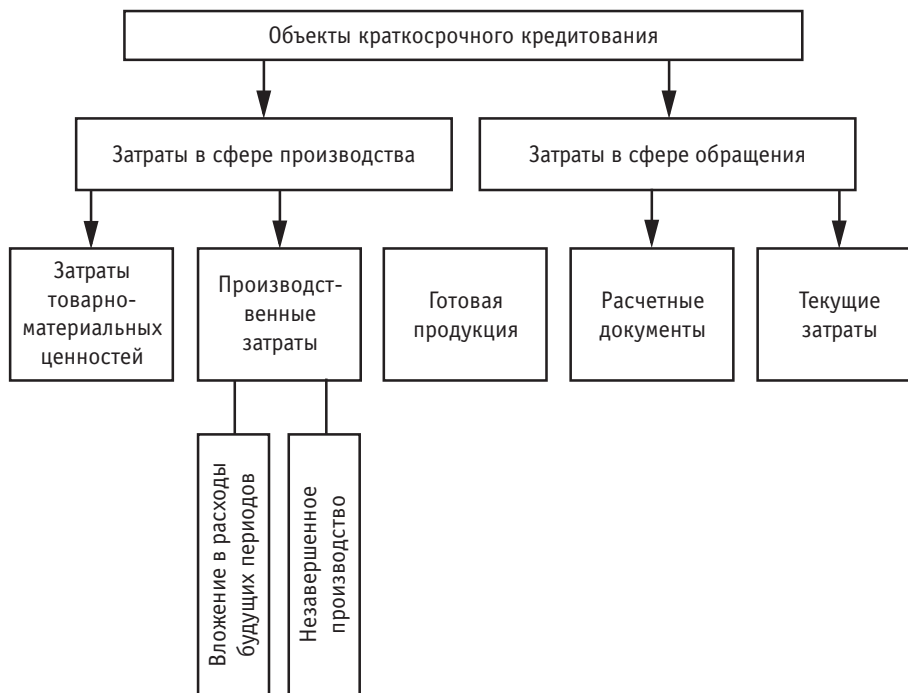 Объекты краткосрочного кредитования
Затраты в сфере производства
Затраты в сфере обращения
Затраты
товарно-
материальных
ценностей
Производст-
венные
затраты
Готовая
продукция
Расчетные
документы
Текущие
затраты
Вложение в расходы
будущих периодов
Незавершенное
производство